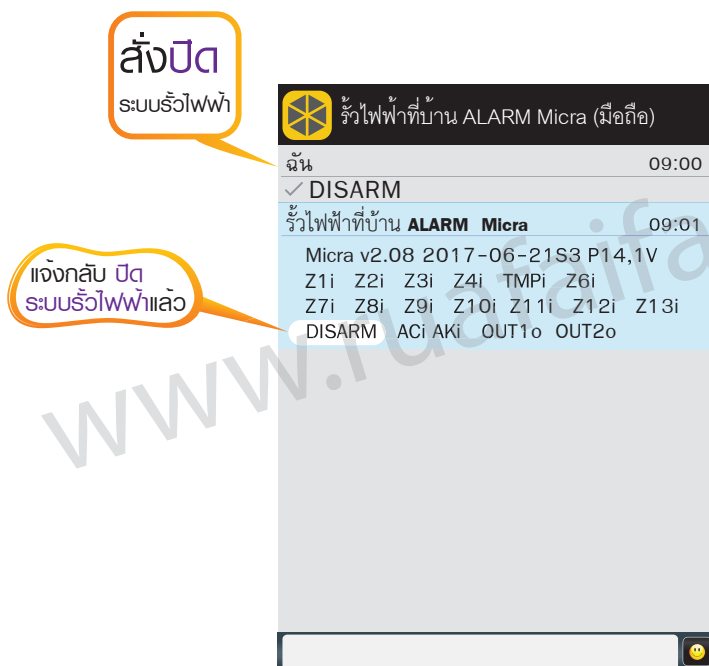 สั่งปิด
ระบบรั้วไฟฟ้า
รั้วไฟฟ้าที่บ้าน ALARM Micra (มือถือ)
ฉัน 09:00
✓ DISARM
รั้วไฟฟ้าที่บ้าน ALARM Micra 09:01
Micra v2.08 2017-06-21S3 P14,1V
Z1i Z2i Z3i Z4i TMPi Z6i
Z7i Z8i Z9i Z10i Z11i Z12i Z13i
DISARM ACi AKi OUT1o OUT2o
แจ้งกลับ ปิด
ระบบรั้วไฟฟ้าแล้ว
www.ruafaifa